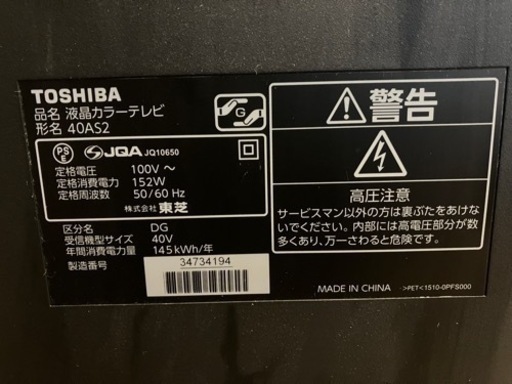 TOSHIBA
品名 液晶カラーテレビ
形名 40AS2
G
PS
E
JQA JQ10650
定格電圧 100V ～
定格消費電力 152W
定格周波数 50/60 Hz
株式会社 東芝
区分名 DG
受信機型サイズ 40V
年間消費電力量 145kWh/年
製造番号 34734194
警告
高圧注意
サービスマン以外の方は裏ぶたをあけな
いでください。内部には高電圧部分が数
多くあり、万一さわると危険です。
MADE IN CHINA
>PET<1510-0PFS000